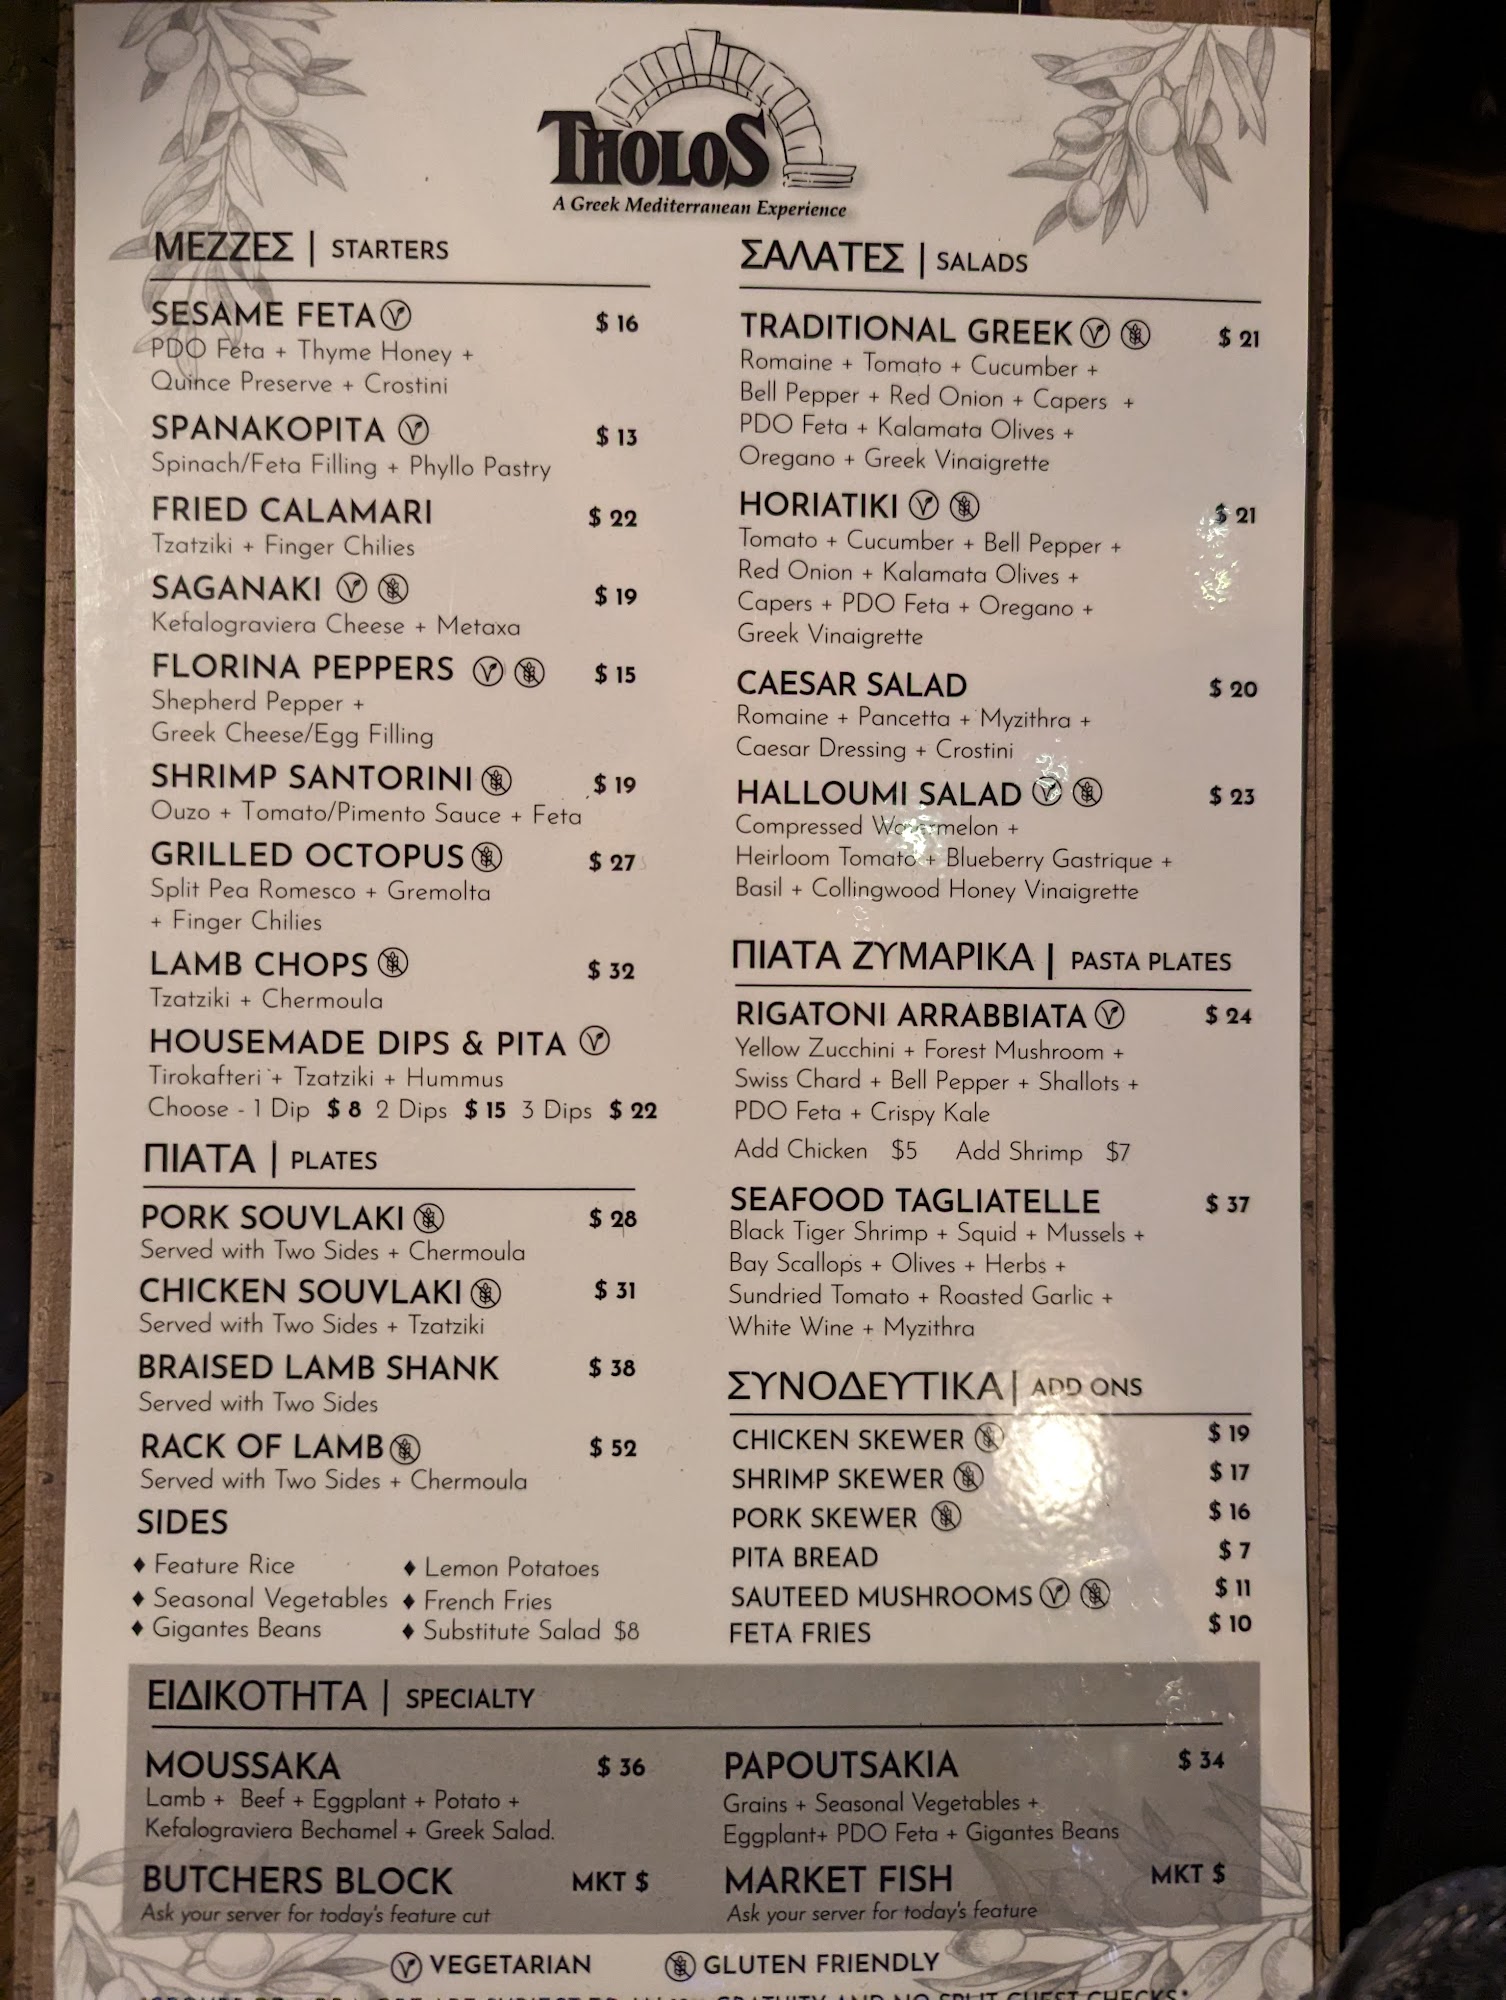 THOLOS
A Greek Mediterranean Experience
ΜΕΖΖΕΣ | STARTERS
SESAME FETA $ 16
PDO Feta + Thyme Honey +
Quince Preserve + Crostini
SPANAKOPITA $ 13
Spinach/Feta Filling + Phyllo Pastry
FRIED CALAMARI $ 22
Tzatziki + Finger Chilies
SAGANAKI $ 19
Kefalograviera Cheese + Metaxa
FLORINA PEPPERS $ 15
Shepherd Pepper +
Greek Cheese/Egg Filling
SHRIMP SANTORINI $ 19
Ouzo + Tomato/Pimento Sauce + Feta
GRILLED OCTOPUS $ 27
Split Pea Romesco + Gremolta
+ Finger Chilies
LAMB CHOPS $ 32
Tzatziki + Chermoula
HOUSEMADE DIPS & PITA
Tirokafteri + Tzatziki + Hummus
Choose - 1 Dip $ 8 2 Dips $ 15 3 Dips $ 22
ΠΙΑΤΑ | PLATES
PORK SOUVLAKI $ 28
Served with Two Sides + Chermoula
CHICKEN SOUVLAKI $ 31
Served with Two Sides + Tzatziki
BRAISED LAMB SHANK $ 38
Served with Two Sides
RACK OF LAMB $ 52
Served with Two Sides + Chermoula
SIDES
♦ Feature Rice ♦ Lemon Potatoes
♦ Seasonal Vegetables ♦ French Fries
♦ Gigantes Beans ♦ Substitute Salad $8
ΣΑΛΑΤΕΣ | SALADS
TRADITIONAL GREEK $ 21
Romaine + Tomato + Cucumber +
Bell Pepper + Red Onion + Capers +
PDO Feta + Kalamata Olives +
Oregano + Greek Vinaigrette
HORIATIKI $ 21
Tomato + Cucumber + Bell Pepper +
Red Onion + Kalamata Olives +
Capers + PDO Feta + Oregano +
Greek Vinaigrette
CAESAR SALAD $ 20
Romaine + Pancetta + Myzithra +
Caesar Dressing + Crostini
HALLOUMI SALAD $ 23
Compressed Watermelon +
Heirloom Tomato + Blueberry Gastrique +
Basil + Collingwood Honey Vinaigrette
ΠΙΑΤΑ ΖΥΜΑΡΙΚΑ | PASTA PLATES
RIGATONI ARRABBIATA $ 24
Yellow Zucchini + Forest Mushroom +
Swiss Chard + Bell Pepper + Shallots +
PDO Feta + Crispy Kale
Add Chicken $5 Add Shrimp $7
SEAFOOD TAGLIATELLE $ 37
Black Tiger Shrimp + Squid + Mussels +
Bay Scallops + Olives + Herbs +
Sundried Tomato + Roasted Garlic +
White Wine + Myzithra
ΣΥΝΟΔΕΥΤΙΚΑ | ADD ONS
CHICKEN SKEWER $ 19
SHRIMP SKEWER $ 17
PORK SKEWER $ 16
PITA BREAD $ 7
SAUTEED MUSHROOMS $ 11
FETA FRIES $ 10
ΕΙΔΙΚΟΤΗΤΑ | SPECIALTY
MOUSSAKA $ 36
Lamb + Beef + Eggplant + Potato +
Kefalograviera Bechamel + Greek Salad.
BUTCHERS BLOCK MKT $
Ask your server for today's feature cut
PAPOUTSAKIA $ 34
Grains + Seasonal Vegetables +
Eggplant+ PDO Feta + Gigantes Beans
MARKET FISH MKT $
Ask your server for today's feature
VEGETARIAN GLUTEN FRIENDLY
GRATUITY AND NO SPLIT GUEST CHECKS*